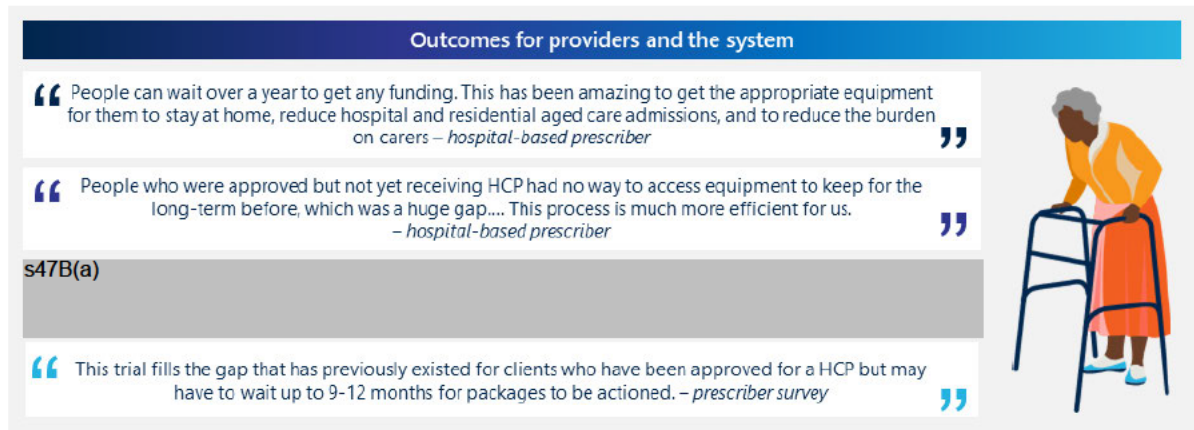 Outcomes for providers and the system
“ People can wait over a year to get any funding. This has been amazing to get the appropriate equipment
for them to stay at home, reduce hospital and residential aged care admissions, and to reduce the burden
on carers – hospital-based prescriber ”
“ People who were approved but not yet receiving HCP had no way to access equipment to keep for the
long-term before, which was a huge gap.... This process is much more efficient for us.
– hospital-based prescriber ”
s47B(a)
“ This trial fills the gap that has previously existed for clients who have been approved for a HCP but may
have to wait up to 9-12 months for packages to be actioned. – prescriber survey ”